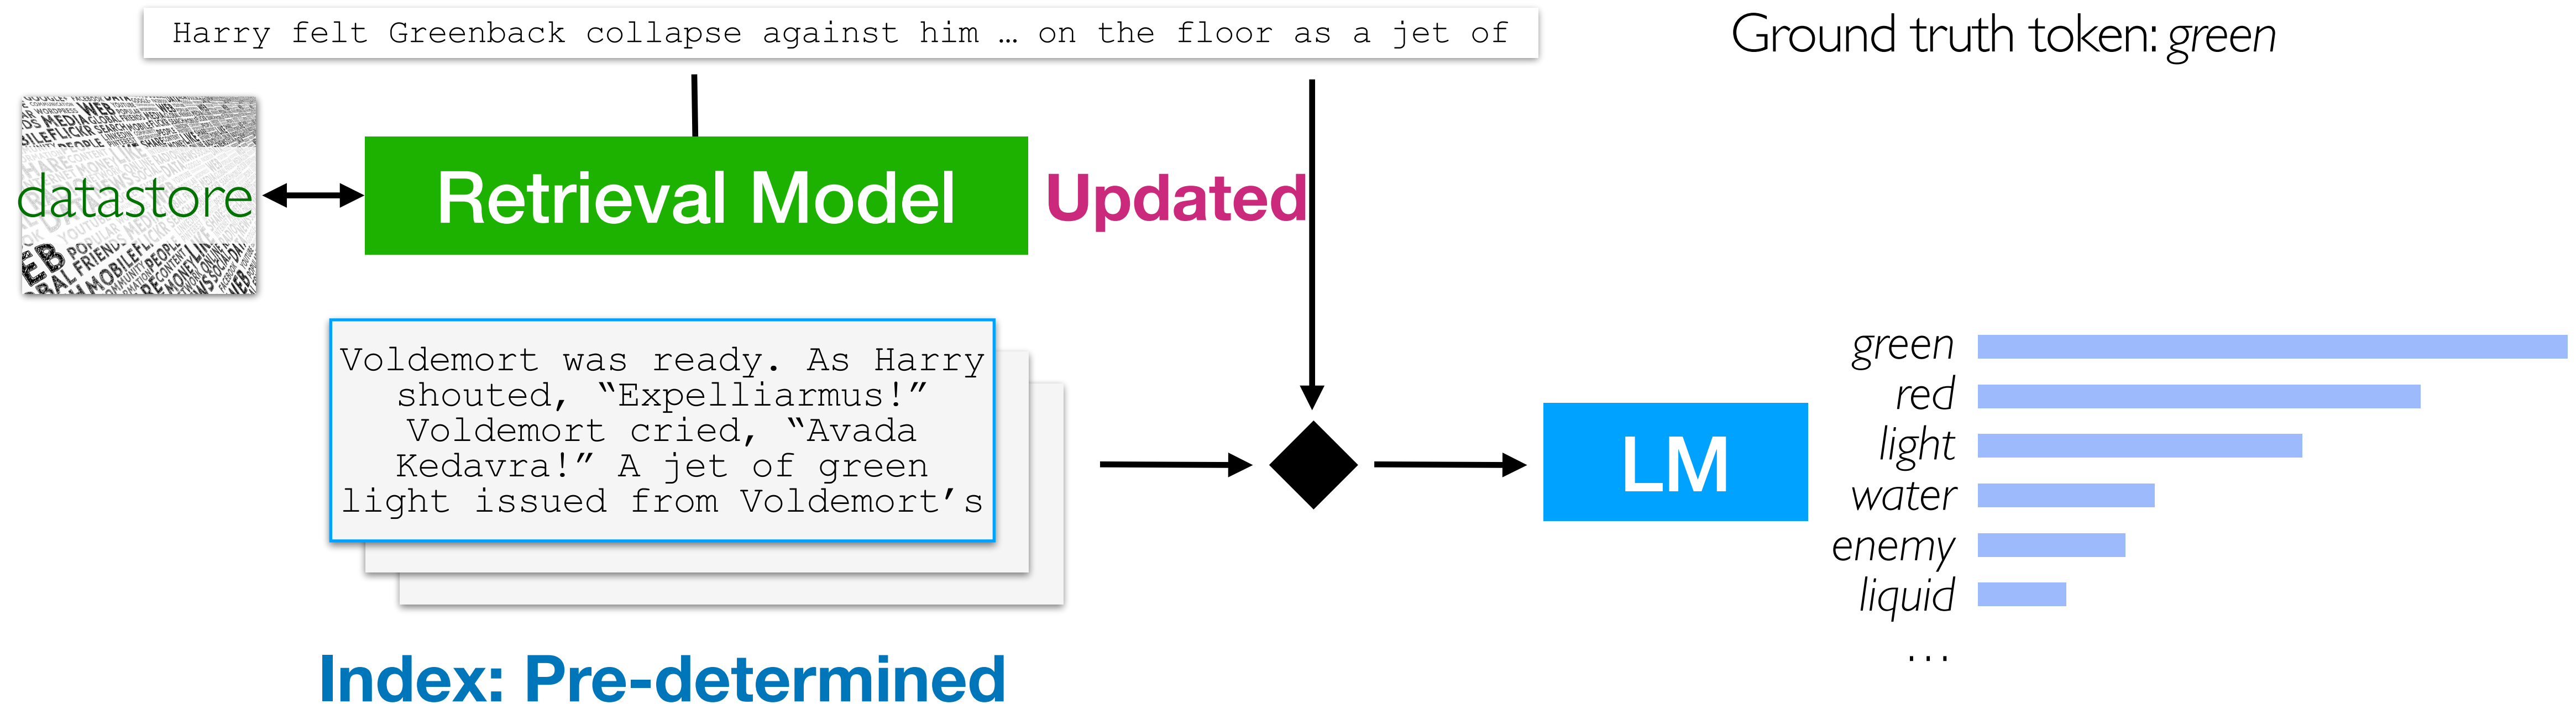 Harry felt Greenback collapse against him … on the floor as a jet of
Ground truth token: green
datastore
Retrieval Model
Updated
Voldemort was ready. As Harry
shouted, “Expelliarmus!”
Voldemort cried, “Avada
Kedavra!” A jet of green
light issued from Voldemort’s
LM
green
red
light
water
enemy
liquid
...
Index: Pre-determined